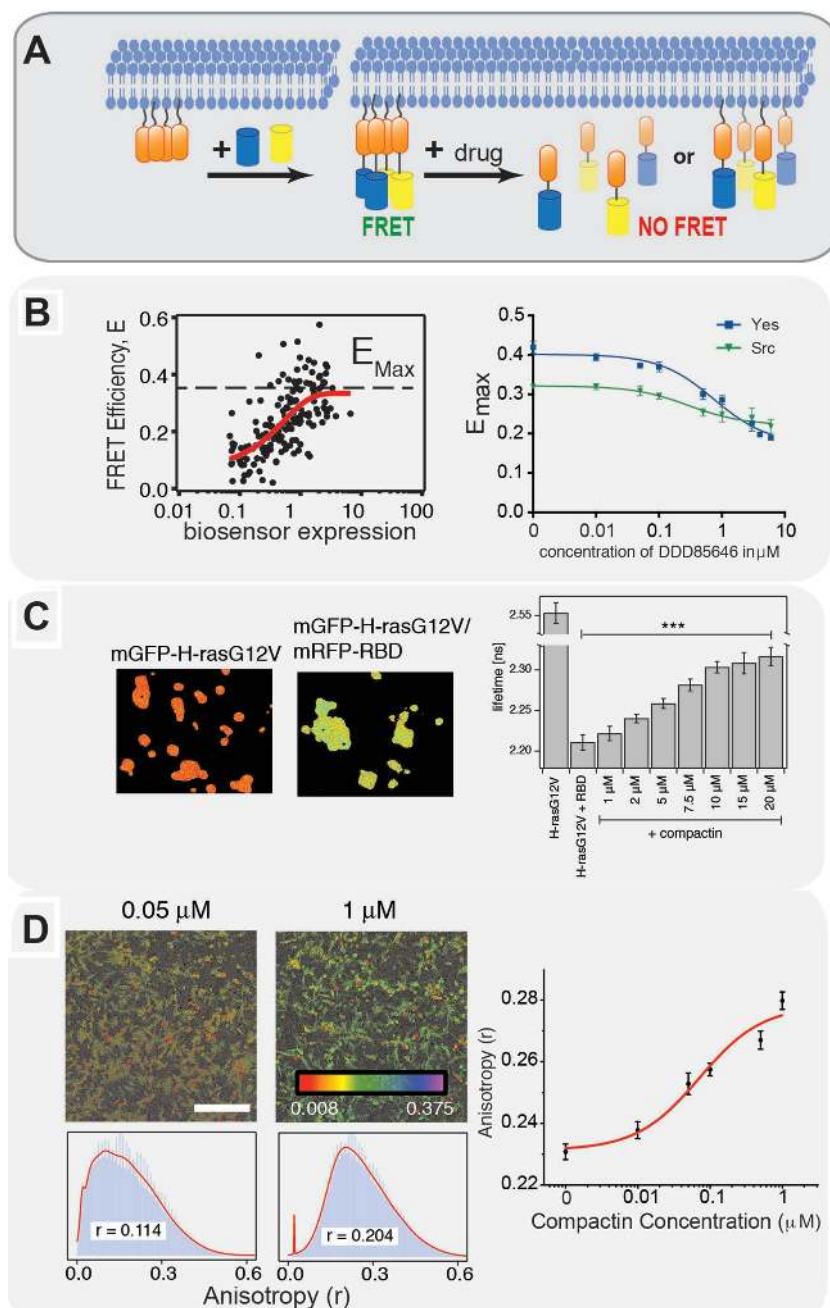 A
+
+ drug
or
FRET
NO FRET
B
FRET Efficiency, E
0.6
0.4
0.2
0.0
E Max
0.01 0.1 1 10 100
biosensor expression
Emax
0.5
0.4
0.3
0.2
0.1
0.0
Yes
Src
0 0.01 0.1 1 10
concentration of DDD85646 in μM
C
mGFP-H-rasG12V
mGFP-H-rasG12V/
mRFP-RBD
lifetime [ns]
2.55
2.30
2.25
2.20
***
H-rasG12V
H-rasG12V + RBD
1 μM
2 μM
5 μM
7.5 μM
10 μM
15 μM
20 μM
+ compactin
D
0.05 μM
1 μM
0.008 0.375
r = 0.114
r = 0.204
0.0 0.3 0.6
0.0 0.3 0.6
Anisotropy (r)
Anisotropy (r)
0.28
0.26
0.24
0.22
0 0.01 0.1 1
Compactin Concentration (μM)